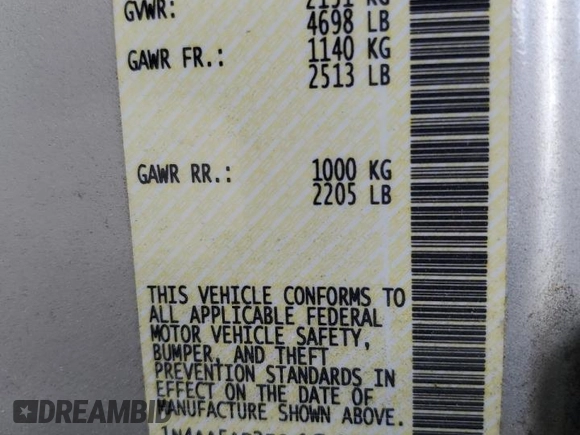 GVWR: 2131 KG
4698 LB
GAWR FR.: 1140 KG
2513 LB
GAWR RR.: 1000 KG
2205 LB
THIS VEHICLE CONFORMS TO
ALL APPLICABLE FEDERAL
MOTOR VEHICLE SAFETY,
BUMPER, AND THEFT
PREVENTION STANDARDS IN
EFFECT ON THE DATE OF
MANUFACTURE SHOWN ABOVE.
DREAMBID